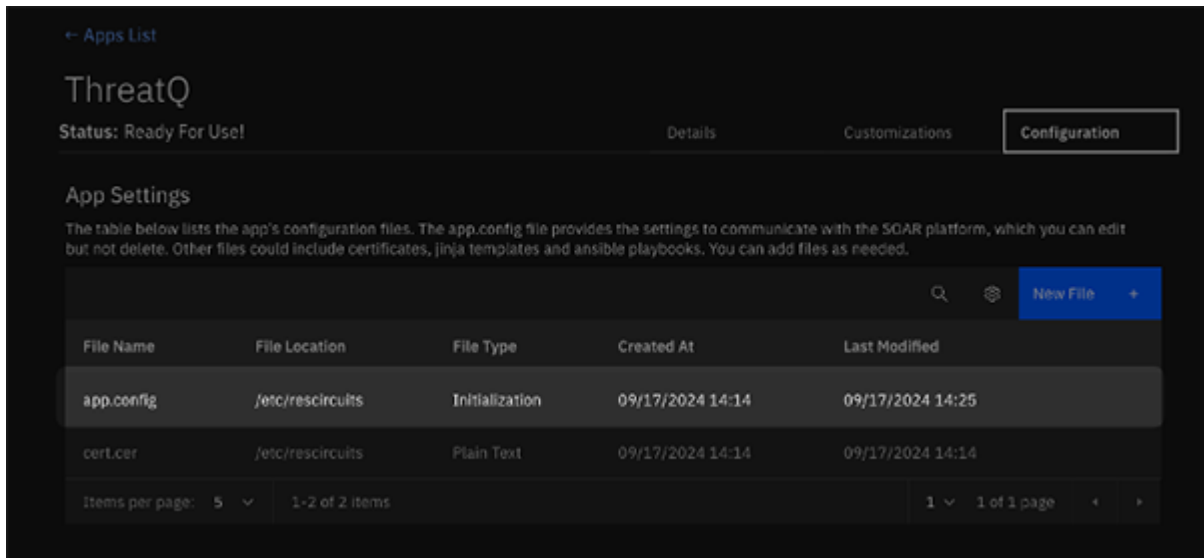 ← Apps List
ThreatQ
Status: Ready For Use!
Details
Customizations
Configuration
App Settings
The table below lists the app's configuration files. The app.config file provides the settings to communicate with the SOAR platform, which you can edit
but not delete. Other files could include certificates, jinja templates and ansible playbooks. You can add files as needed.
New File +
File Name File Location File Type Created At Last Modified
app.config /etc/rescircuits Initialization 09/17/2024 14:14 09/17/2024 14:25
cert.cer /etc/rescircuits Plain Text 09/17/2024 14:14 09/17/2024 14:14
Items per page: 5 1-2 of 2 items 1 1 of 1 page